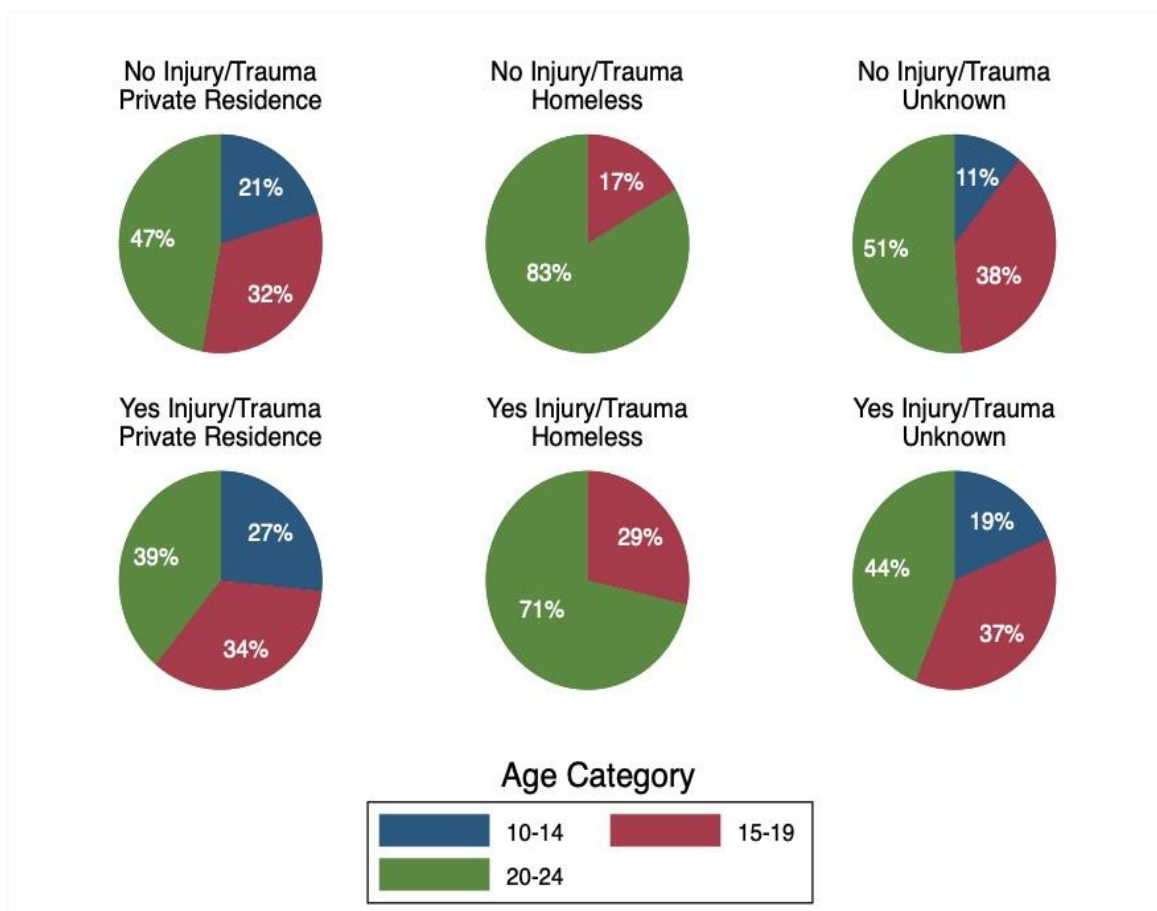 No Injury/Trauma
Private Residence
No Injury/Trauma
Homeless
No Injury/Trauma
Unknown
21%
47%
32%
17%
83%
11%
51%
38%
Yes Injury/Trauma
Private Residence
Yes Injury/Trauma
Homeless
Yes Injury/Trauma
Unknown
27%
39%
34%
29%
71%
19%
44%
37%
Age Category
10-14
15-19
20-24